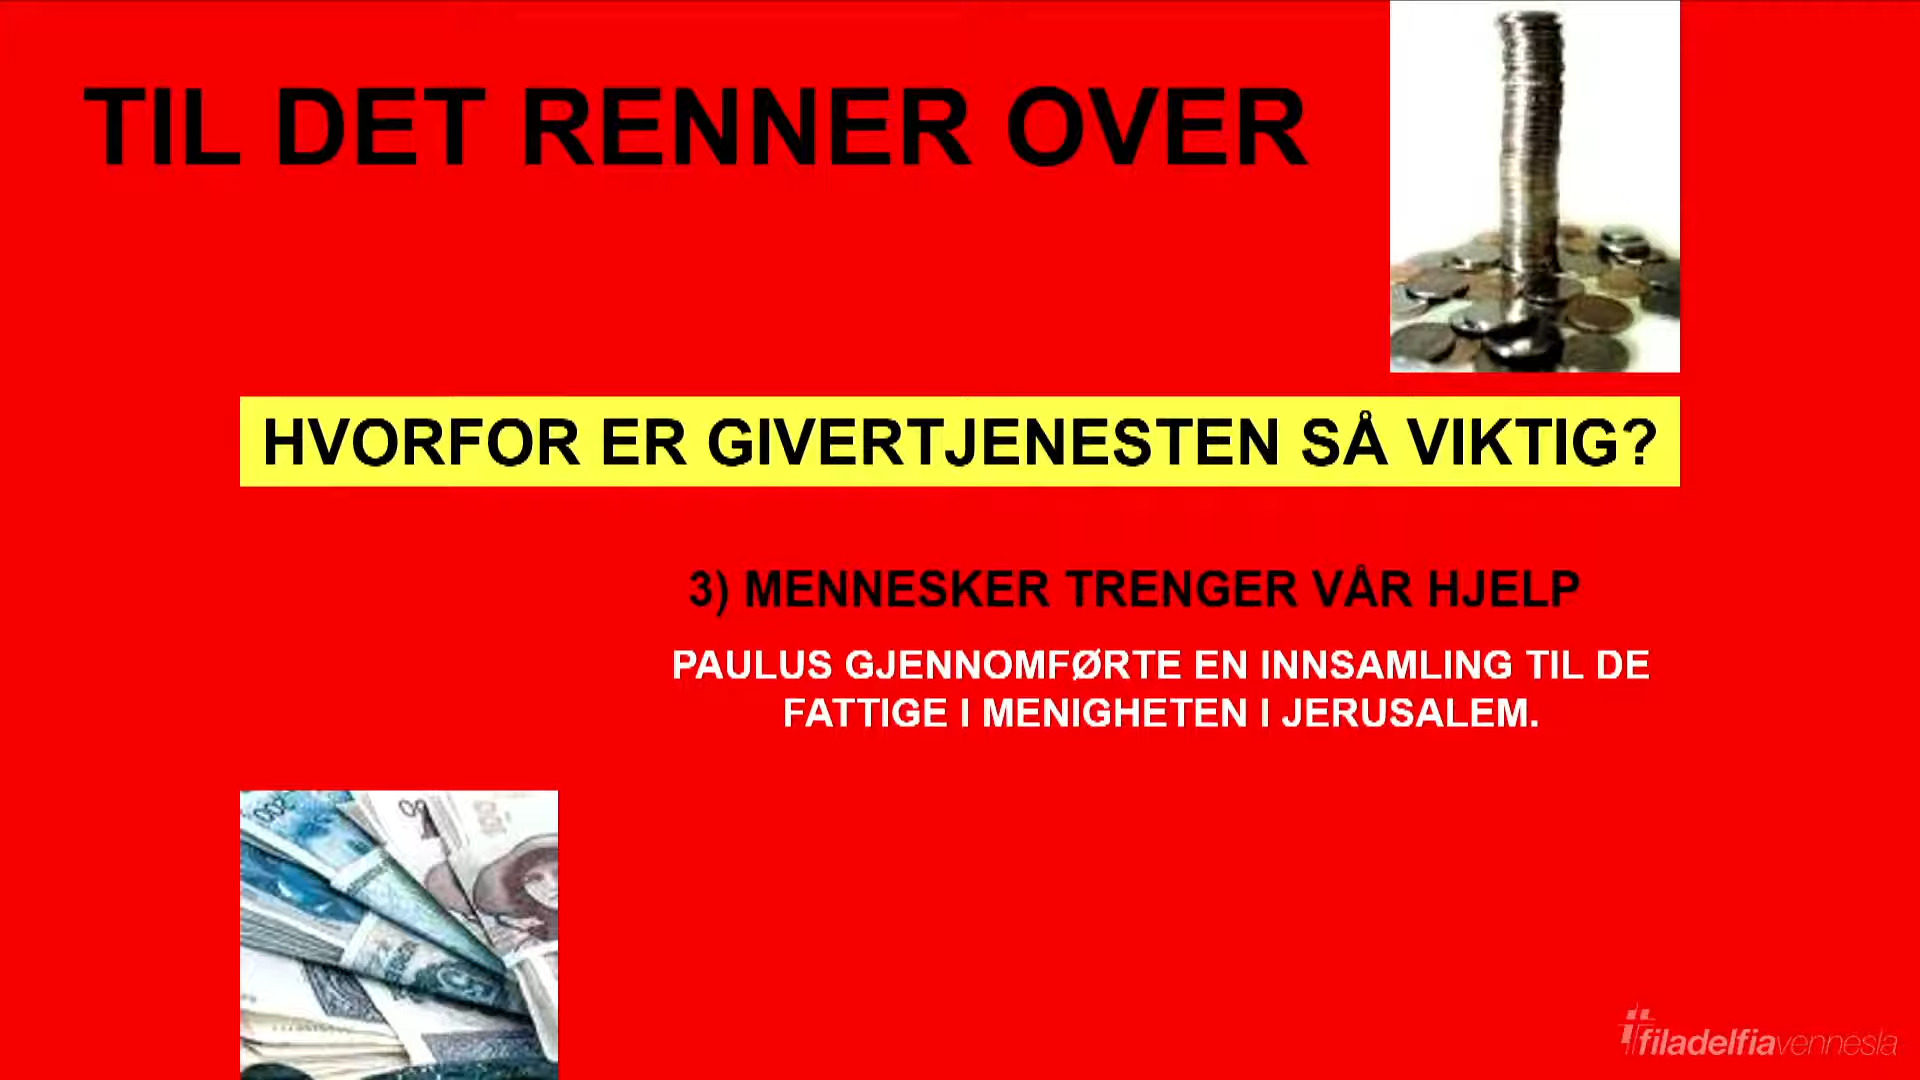 TIL DET RENNER OVER
HVORFOR ER GIVERTJENESTEN SÅ VIKTIG?
3) MENNESKER TRENGER VÅR HJELP
PAULUS GJENNOMFØRTE EN INNSAMLING TIL DE
FATTIGE I MENIGHETEN I JERUSALEM.
filadelfiavennesla